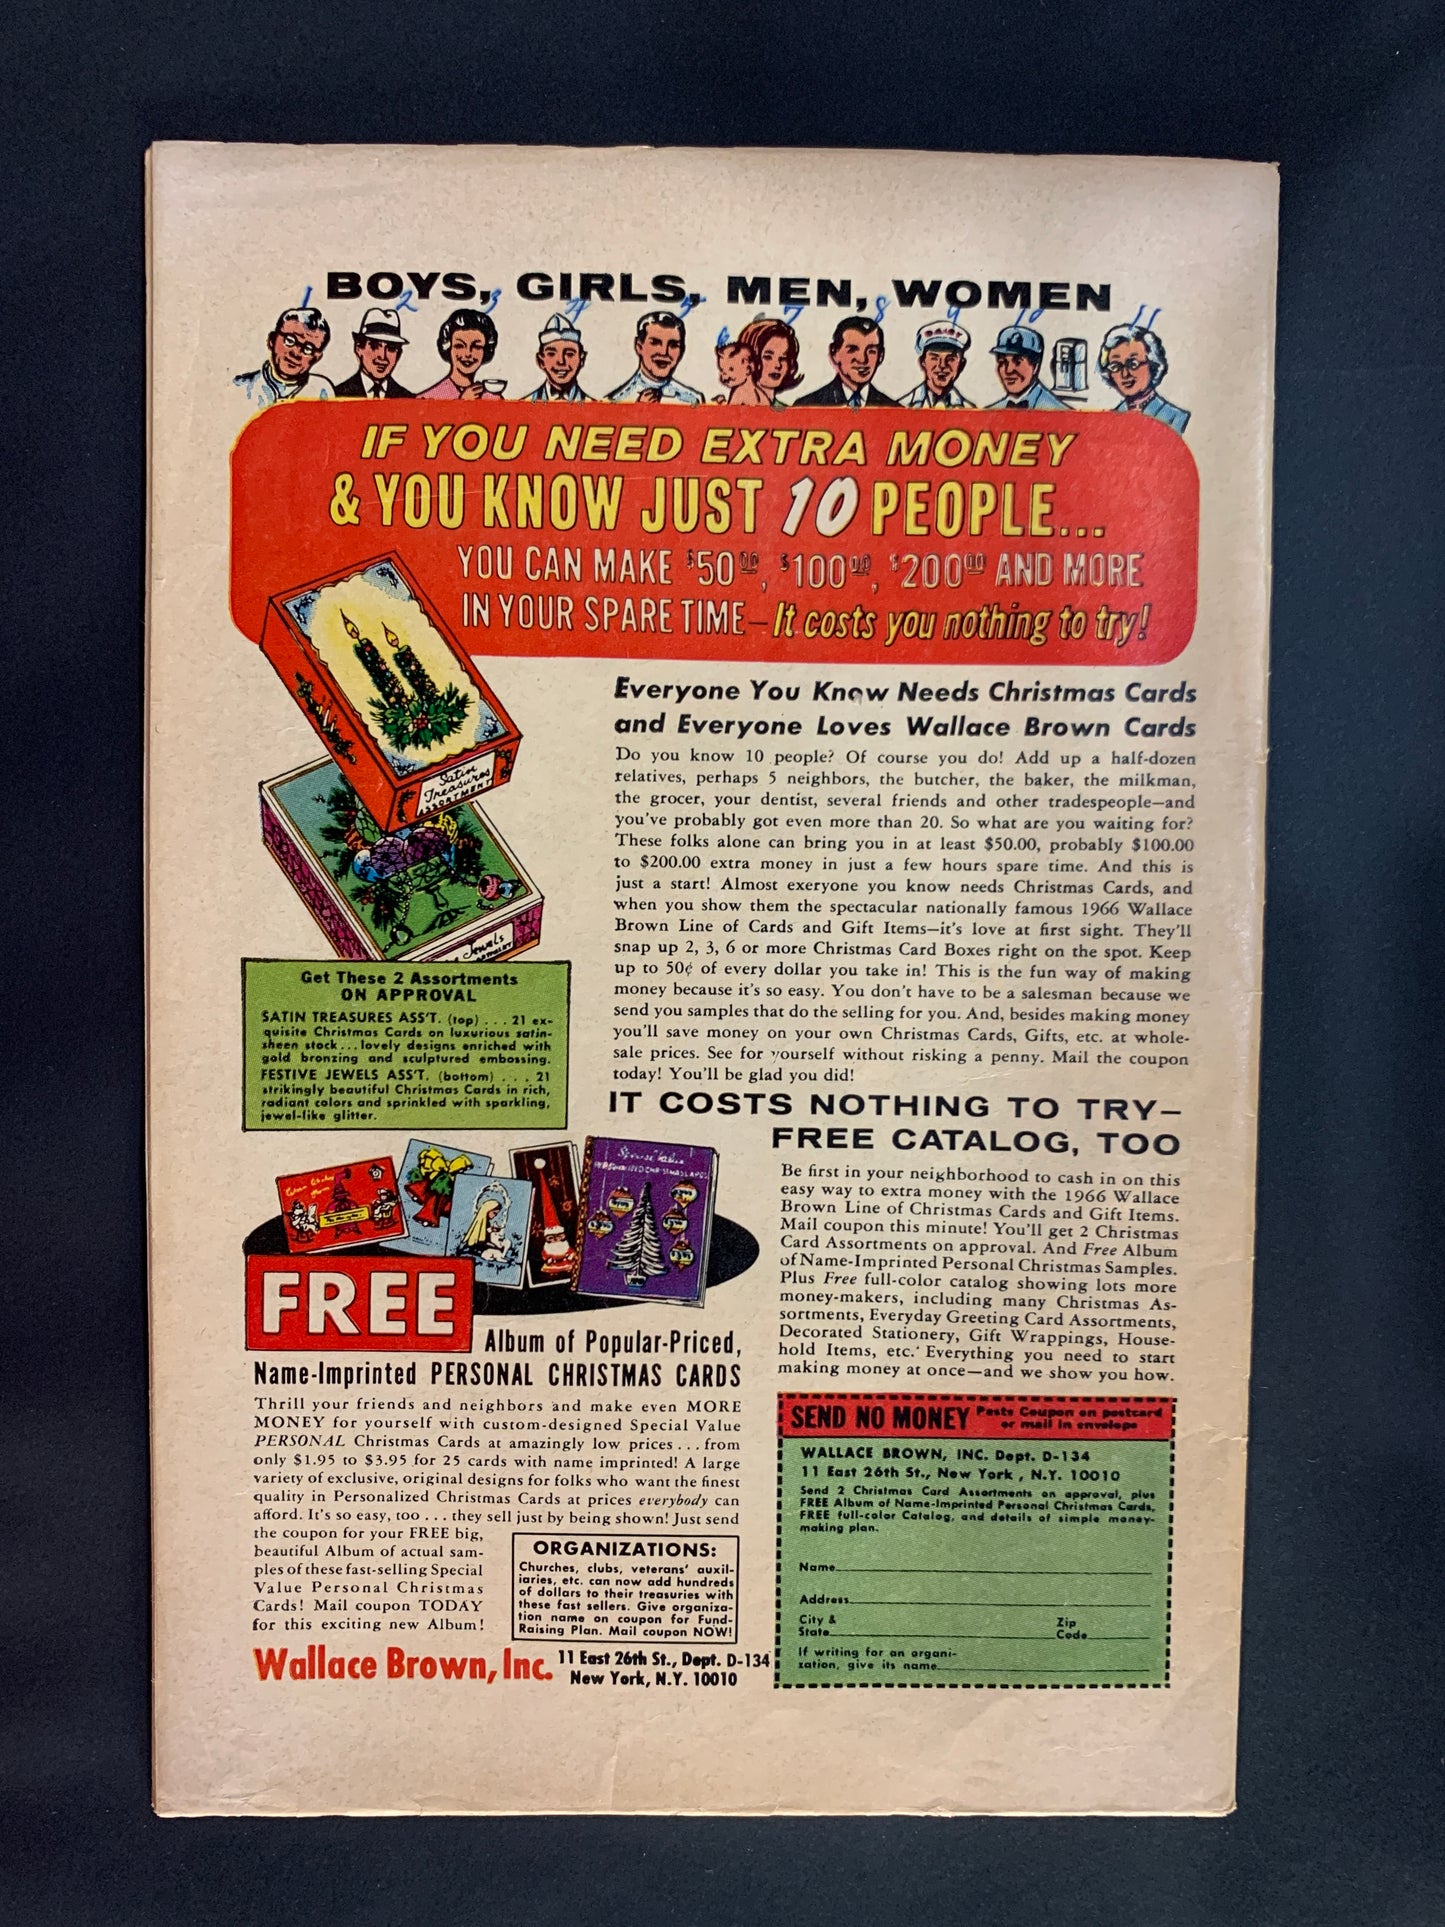 BOYS, GIRLS, MEN, WOMEN
1 2 3 4 5 6 7 8 9 10 11
DAISY
IF YOU NEED EXTRA MONEY
& YOU KNOW JUST 10 PEOPLE...
YOU CAN MAKE $50.00, $100.00, $200.00 AND MORE
IN YOUR SPARE TIME—It costs you nothing to try!
Satin
Treasures
ASSORTMENT
Jewels
Everyone You Know Needs Christmas Cards
and Everyone Loves Wallace Brown Cards
Do you know 10 people? Of course you do! Add up a half-dozen
relatives, perhaps 5 neighbors, the butcher, the baker, the milkman,
the grocer, your dentist, several friends and other tradespeople—and
you've probably got even more than 20. So what are you waiting for?
These folks alone can bring you in at least $50.00, probably $100.00
to $200.00 extra money in just a few hours spare time. And this is
just a start! Almost exeryone you know needs Christmas Cards, and
when you show them the spectacular nationally famous 1966 Wallace
Brown Line of Cards and Gift Items—it's love at first sight. They'll
snap up 2, 3, 6 or more Christmas Card Boxes right on the spot. Keep
up to 50¢ of every dollar you take in! This is the fun way of making
money because it's so easy. You don't have to be a salesman because we
send you samples that do the selling for you. And, besides making money
you'll save money on your own Christmas Cards, Gifts, etc. at whole-
sale prices. See for yourself without risking a penny. Mail the coupon
today! You'll be glad you did!
Get These 2 Assortments
ON APPROVAL
SATIN TREASURES ASS'T. (top) . . . 21 ex-
quisite Christmas Cards on luxurious satin-
sheen stock . . . lovely designs enriched with
gold bronzing and sculptured embossing.
FESTIVE JEWELS ASS'T. (bottom) . . . 21
strikingly beautiful Christmas Cards in rich,
radiant colors and sprinkled with sparkling,
jewel-like glitter.
IT COSTS NOTHING TO TRY—
FREE CATALOG, TOO
Be first in your neighborhood to cash in on this
easy way to extra money with the 1966 Wallace
Brown Line of Christmas Cards and Gift Items.
Mail coupon this minute! You'll get 2 Christmas
Card Assortments on approval. And Free Album
of Name-Imprinted Personal Christmas Samples.
Plus Free full-color catalog showing lots more
money-makers, including many Christmas As-
sortments, Everyday Greeting Card Assortments,
Decorated Stationery, Gift Wrappings, House-
hold Items, etc. Everything you need to start
making money at once—and we show you how.
PERSONALIZED CHRISTMAS CARDS
FREE
Album of Popular-Priced,
Name-Imprinted PERSONAL CHRISTMAS CARDS
Thrill your friends and neighbors and make even MORE
MONEY for yourself with custom-designed Special Value
PERSONAL Christmas Cards at amazingly low prices . . . from
only $1.95 to $3.95 for 25 cards with name imprinted! A large
variety of exclusive, original designs for folks who want the finest
quality in Personalized Christmas Cards at prices everybody can
afford. It's so easy, too . . . they sell just by being shown! Just send
the coupon for your FREE big,
beautiful Album of actual sam-
ples of these fast-selling Special
Value Personal Christmas
Cards! Mail coupon TODAY
for this exciting new Album!
ORGANIZATIONS:
Churches, clubs, veterans' auxil-
iaries, etc. can now add hundreds
of dollars to their treasuries with
these fast sellers. Give organiza-
tion name on coupon for Fund-
Raising Plan. Mail coupon NOW!
Wallace Brown, Inc. 11 East 26th St., Dept. D-134
New York, N.Y. 10010
SEND NO MONEY Paste Coupon on postcard
or mail in envelope
WALLACE BROWN, INC. Dept. D-134
11 East 26th St., New York , N.Y. 10010
Send 2 Christmas Card Assortments on approval, plus
FREE Album of Name-Imprinted Personal Christmas Cards,
FREE full-color Catalog, and details of simple money-
making plan.
Name
Address
City &
State
Zip
Code
If writing for an organi-
zation, give its name